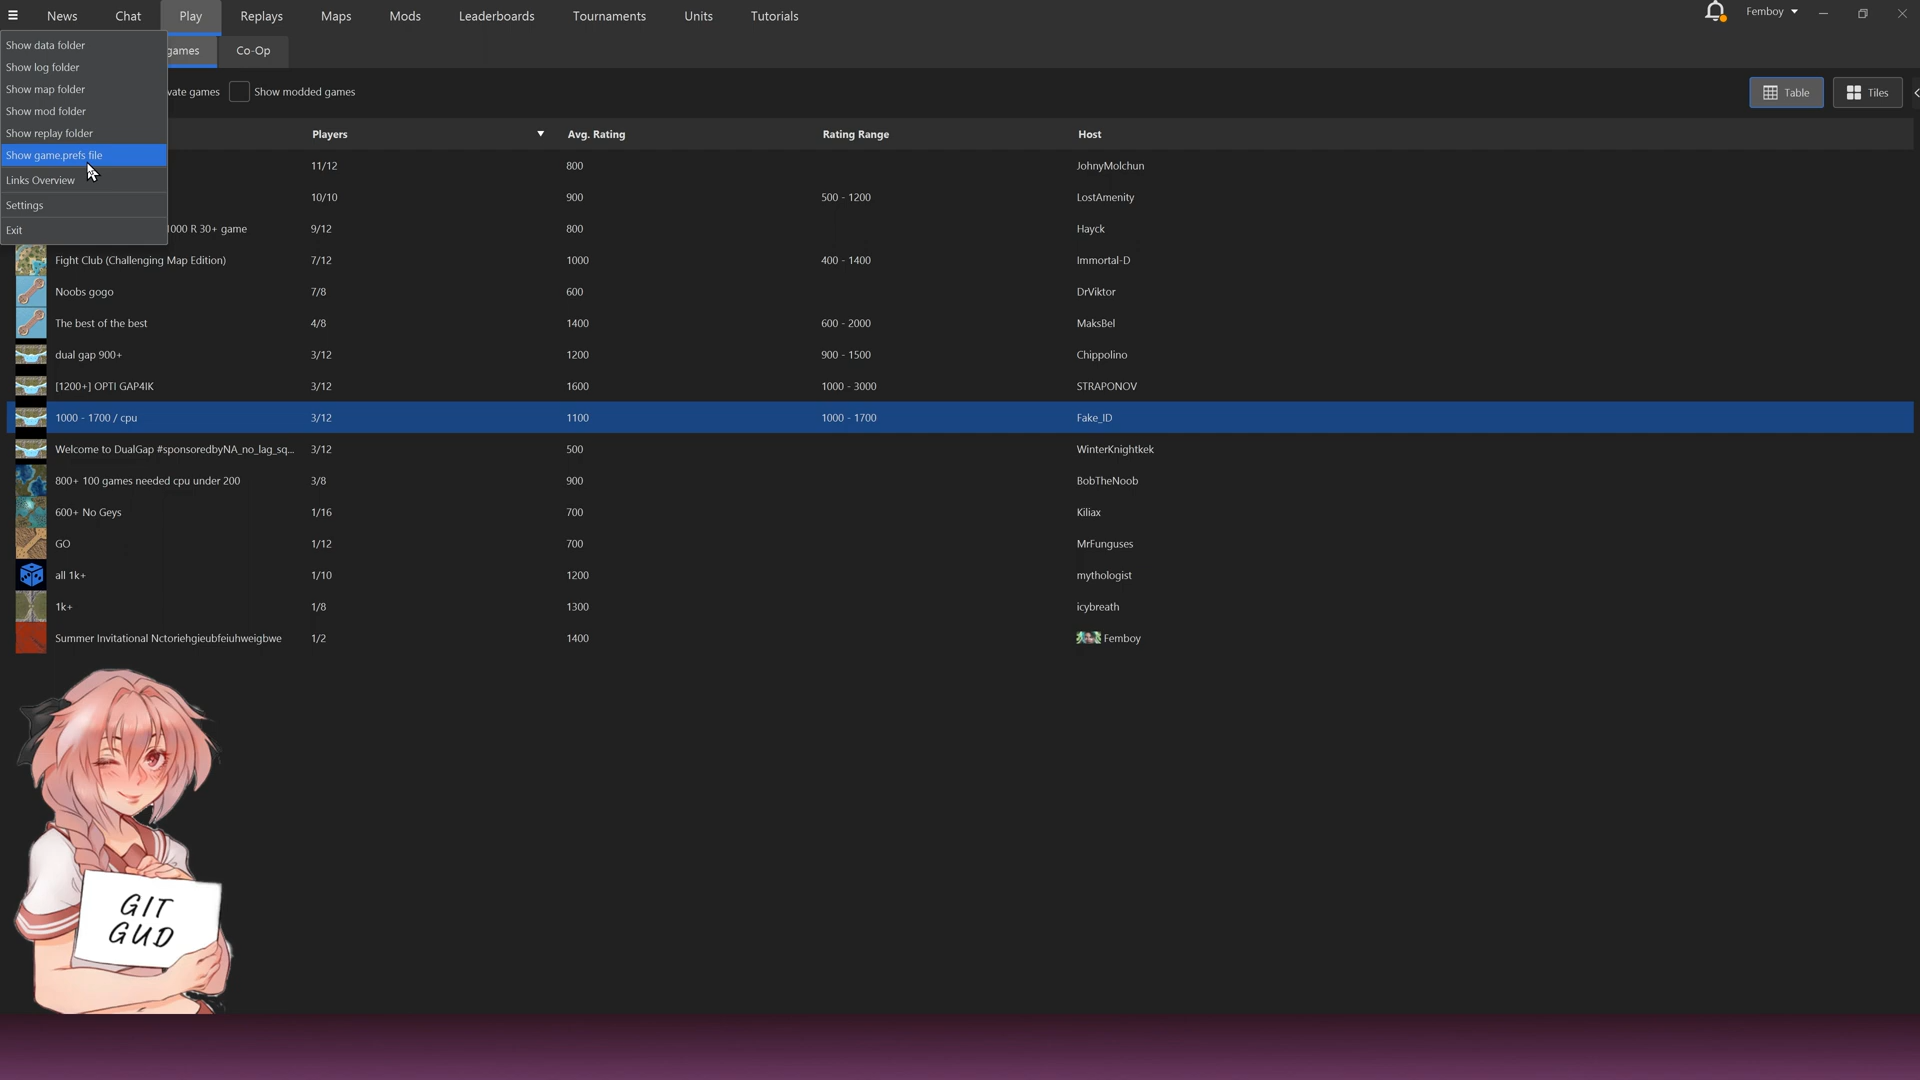 News Chat Play Replays Maps Mods Leaderboards Tournaments Units Tutorials Femboy
Show data folder
Show log folder
Show map folder
Show mod folder
Show replay folder
Show game.prefs file
Links Overview
Settings
Exit
games Co-Op
vate games Show modded games Table Tiles
Players Avg. Rating Rating Range Host
11/12 800 JohnyMolchun
10/10 900 500 - 1200 LostAmenity
1000 R 30+ game 9/12 800 Hayck
Fight Club (Challenging Map Edition) 7/12 1000 400 - 1400 Immortal-D
Noobs gogo 7/8 600 DrViktor
The best of the best 4/8 1400 600 - 2000 MaksBel
dual gap 900+ 3/12 1200 900 - 1500 Chippolino
[1200+] OPTI GAP4IK 3/12 1600 1000 - 3000 STRAPONOV
1000 - 1700 / cpu 3/12 1100 1000 - 1700 Fake_ID
Welcome to DualGap #sponsoredbyNA_no_lag_sq... 3/12 500 WinterKnightkek
800+ 100 games needed cpu under 200 3/8 900 BobTheNoob
600+ No Geys 1/16 700 Kiliax
GO 1/12 700 MrFunguses
all 1k+ 1/10 1200 mythologist
1k+ 1/8 1300 icybreath
Summer Invitational Nctoriehgieubfeiuhweigbwe 1/2 1400 Femboy
GIT
GUD